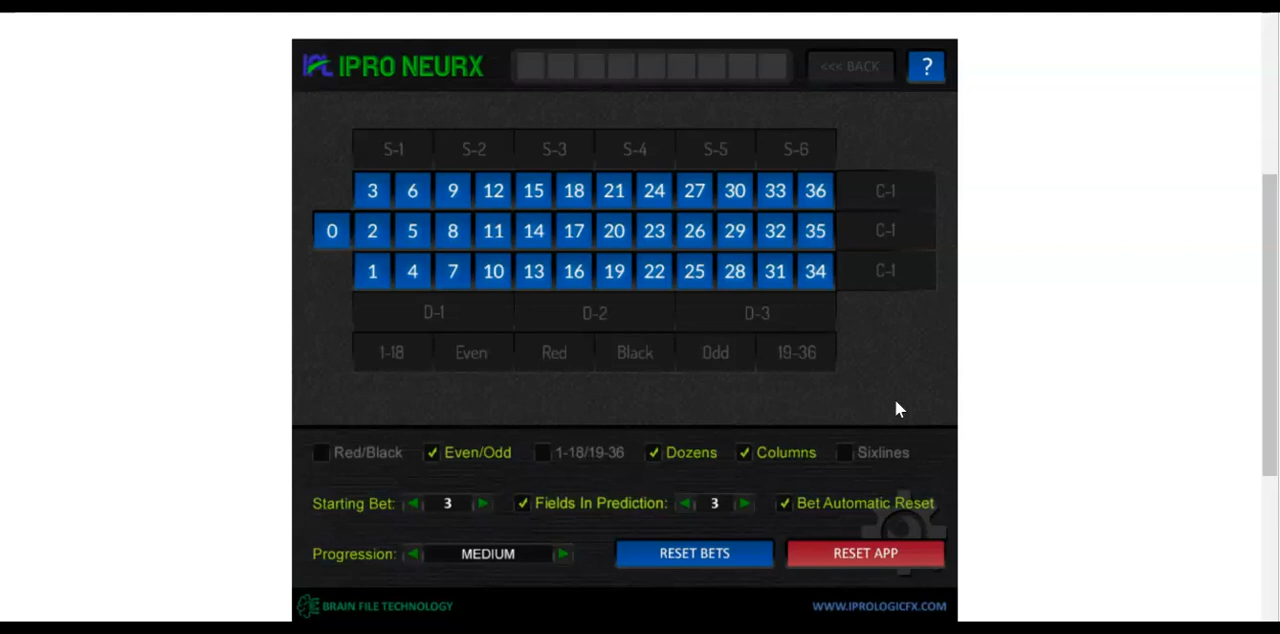 IPRO NEURX <<< BACK ?
S-1 S-2 S-3 S-4 S-5 S-6
3 6 9 12 15 18 21 24 27 30 33 36 C-1
0 2 5 8 11 14 17 20 23 26 29 32 35 C-1
1 4 7 10 13 16 19 22 25 28 31 34 C-1
D-1 D-2 D-3
1-18 Even Red Black Odd 19-36
Red/Black Even/Odd 1-18/19-36 Dozens Columns Sixlines
Starting Bet: 3 Fields In Prediction: 3 Bet Automatic Reset
Progression: MEDIUM RESET BETS RESET APP
BRAIN FILE TECHNOLOGY WWW.IPROLOGICFX.COM